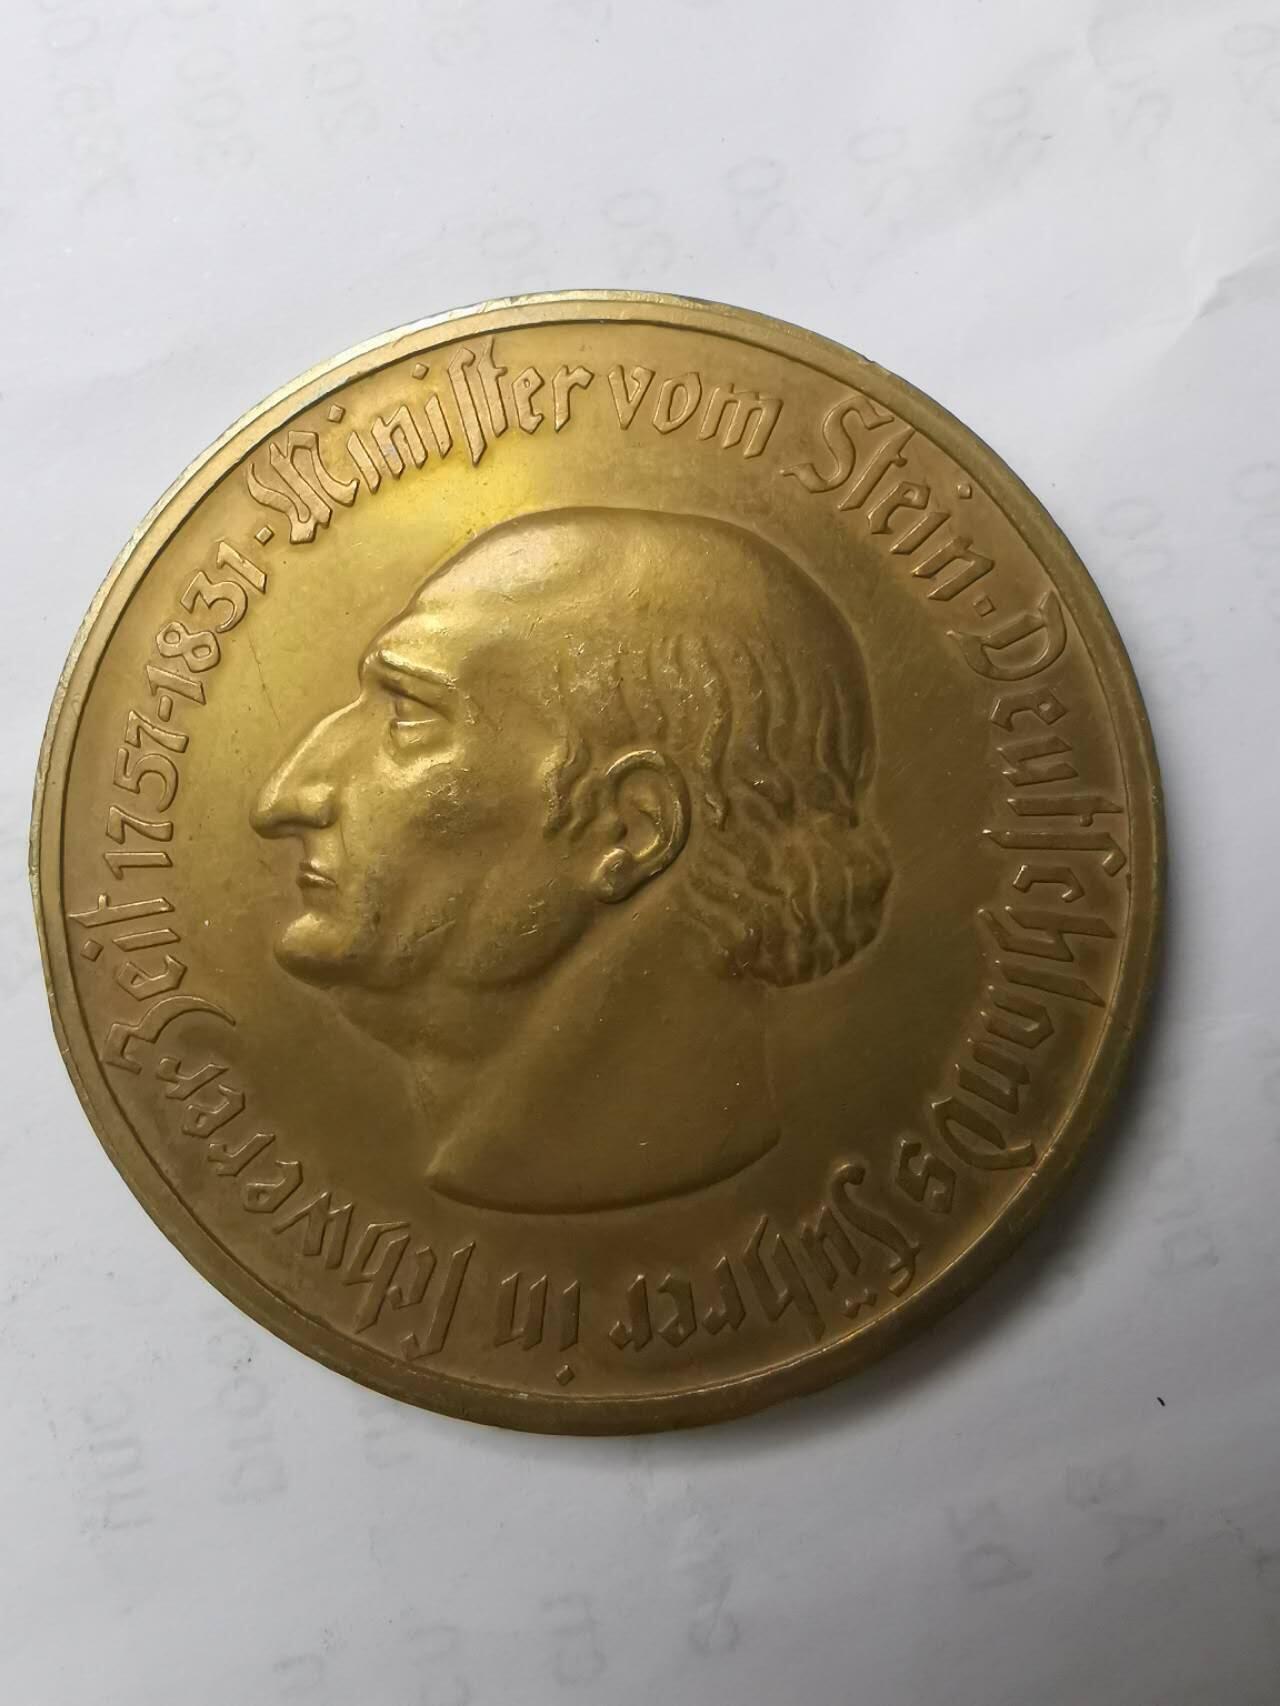 Minister vom Stein · Deutschlands Führer in schwerer Zeit 1757-1831 ·